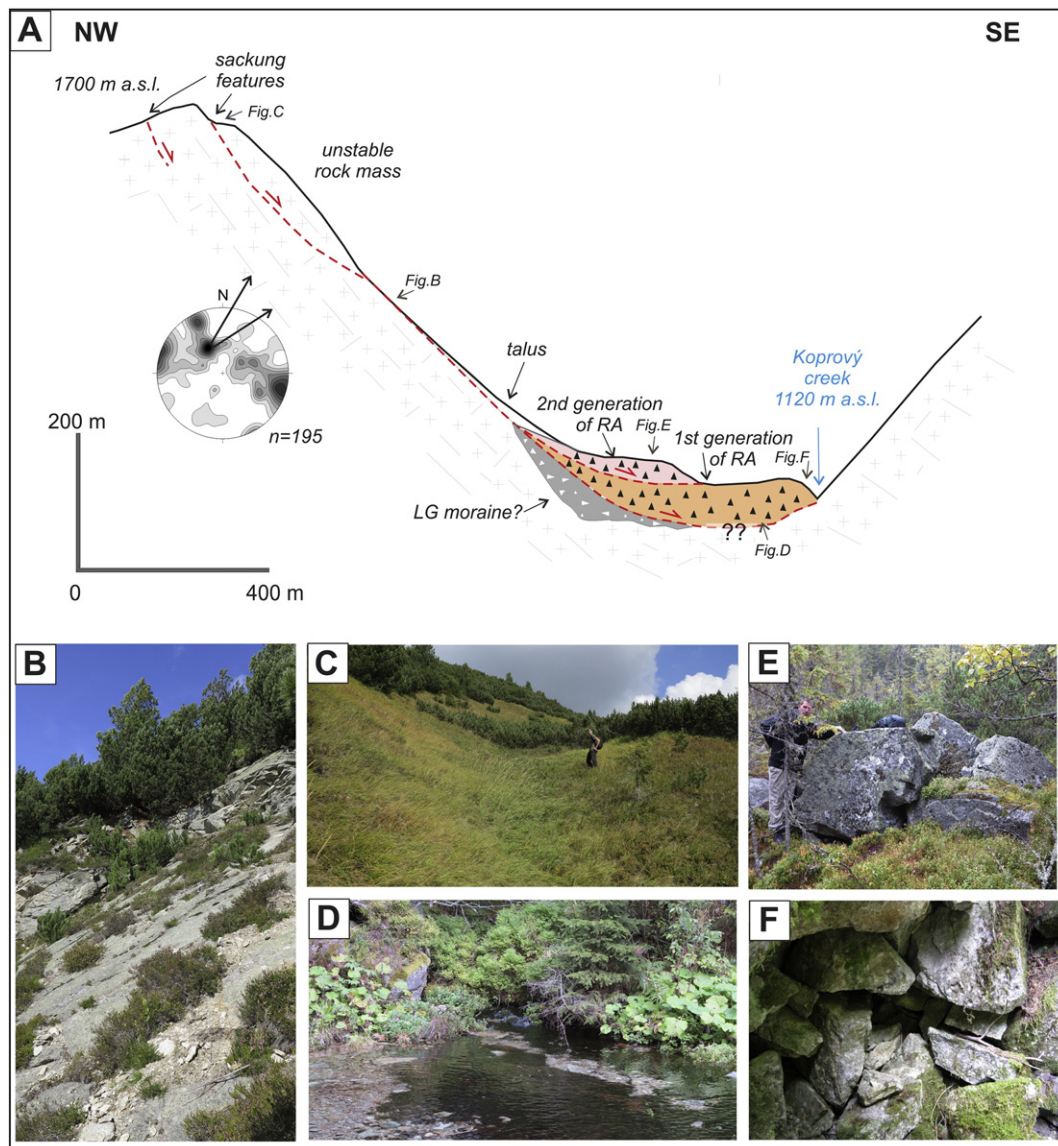 A
NW
SE
sackung
features
1700 m a.s.l.
Fig.C
unstable
rock mass
Fig.B
N
talus
Koprový
creek
1120 m a.s.l.
2nd generation
of RA
Fig.E
1st generation
of RA
Fig.F
n=195
200 m
LG moraine?
??
Fig.D
0
400 m
B
C
E
D
F